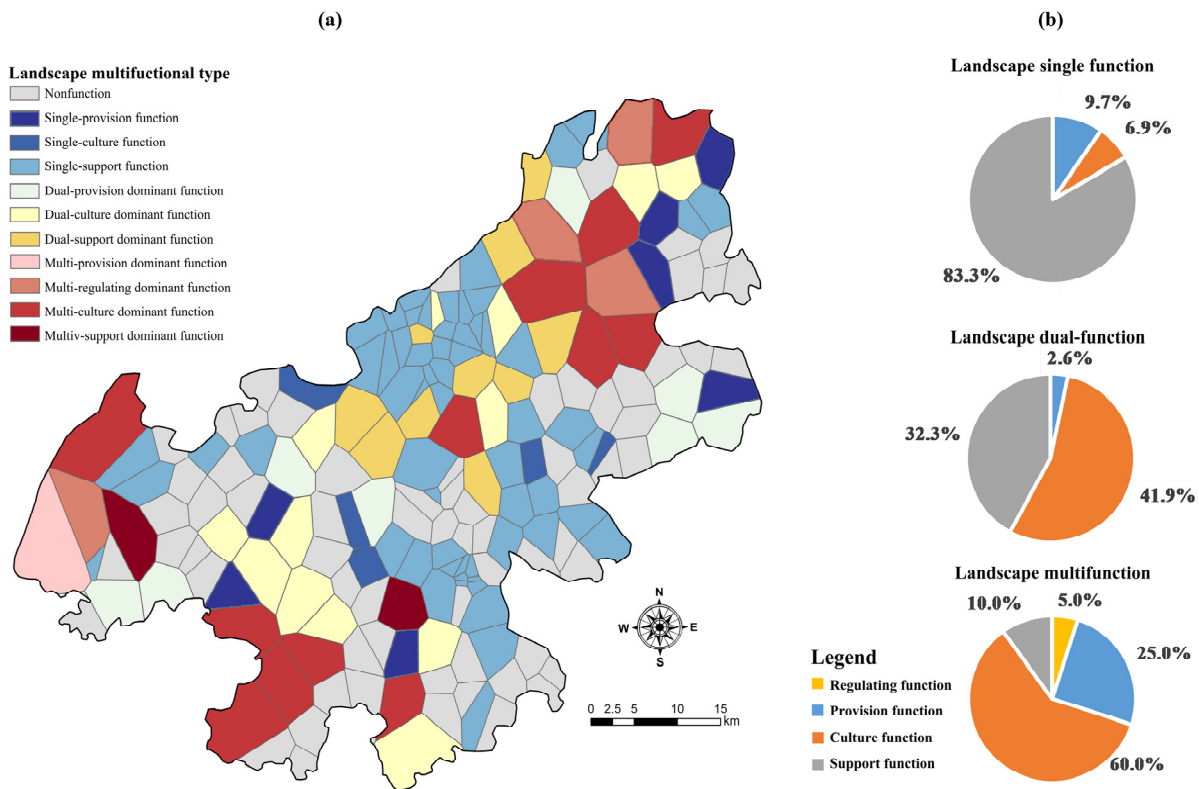 (a)
(b)
Landscape multifuctional type
Nonfunction
Single-provision function
Single-culture function
Single-support function
Dual-provision dominant function
Dual-culture dominant function
Dual-support dominant function
Multi-provision dominant function
Multi-regulating dominant function
Multi-culture dominant function
Multiv-support dominant function
N
W
E
S
0 2.5 5 10 15
km
Landscape single function
9.7%
6.9%
83.3%
Landscape dual-function
2.6%
32.3%
41.9%
Landscape multifunction
10.0%
5.0%
25.0%
60.0%
Legend
Regulating function
Provision function
Culture function
Support function